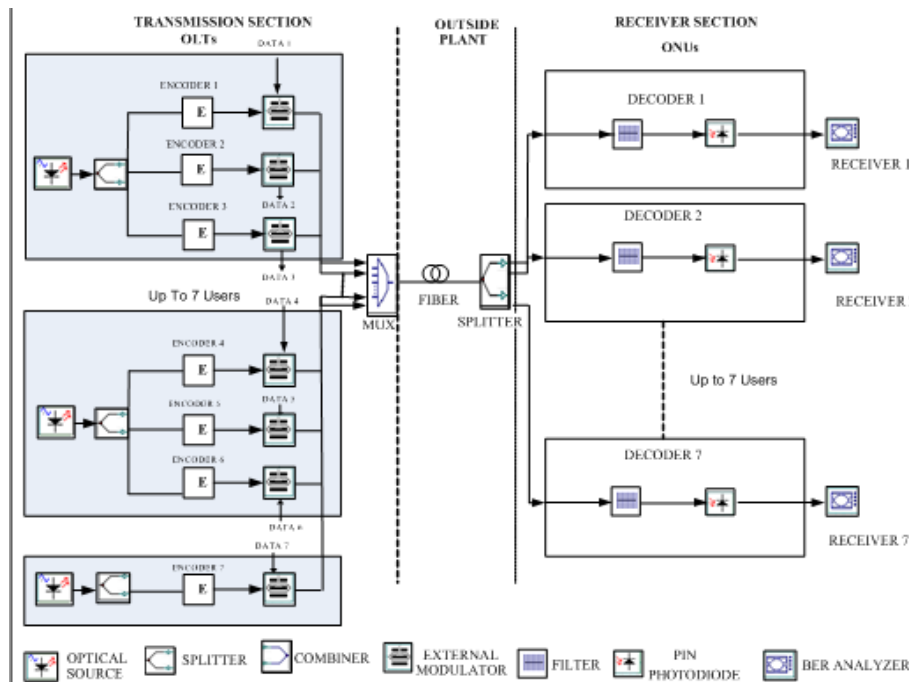 TRANSMISSION SECTION
OLTs
OUTSIDE
PLANT
RECEIVER SECTION
ONUs
DATA 1
ENCODER 1
E
ENCODER 2
E
DATA 2
ENCODER 3
E
DATA 3
Up To 7 Users
DATA 4
ENCODER 4
E
ENCODER 5
DATA 5
E
ENCODER 6
E
DATA 6
DATA 7
ENCODER 7
E
MUX
FIBER
SPLITTER
DECODER 1
RECEIVER 1
DECODER 2
RECEIVER
Up to 7 Users
DECODER 7
RECEIVER 7
OPTICAL
SOURCE
SPLITTER
COMBINER
EXTERNAL
MODULATOR
FILTER
PIN
PHOTODIODE
BER ANALYZER